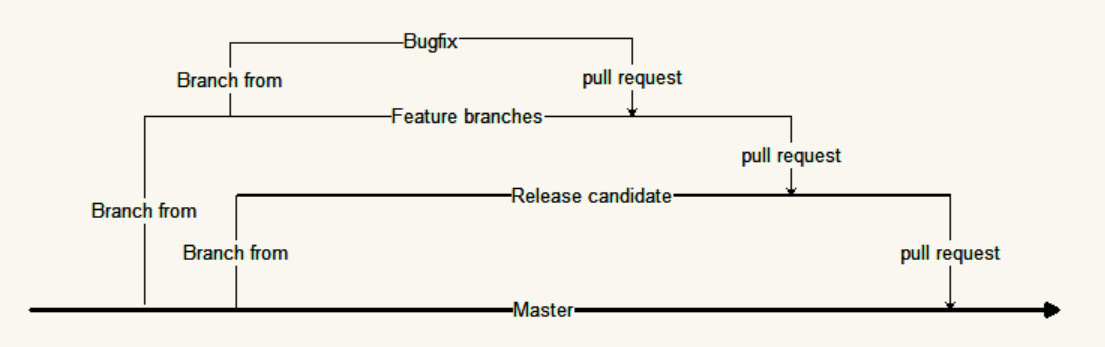 Bugfix
Branch from
pull request
Feature branches
pull request
Release candidate
Branch from
Branch from
pull request
Master